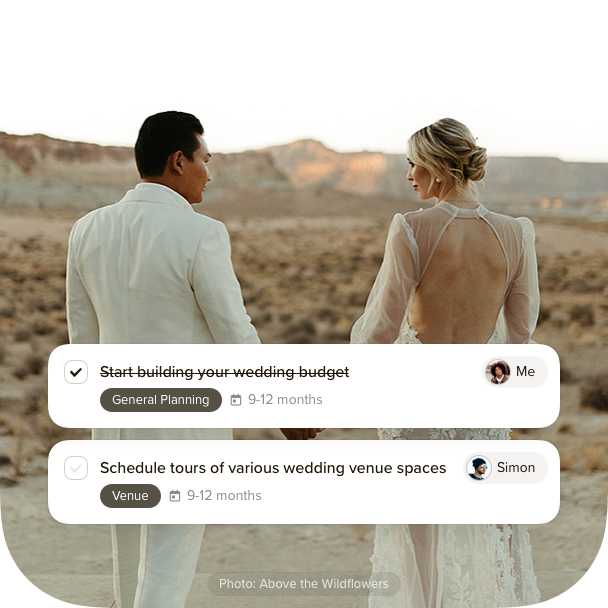 Start building your wedding budget
Me
General Planning
9-12 months
Schedule tours of various wedding venue spaces
Simon
Venue
9-12 months
Photo: Above the Wildflowers